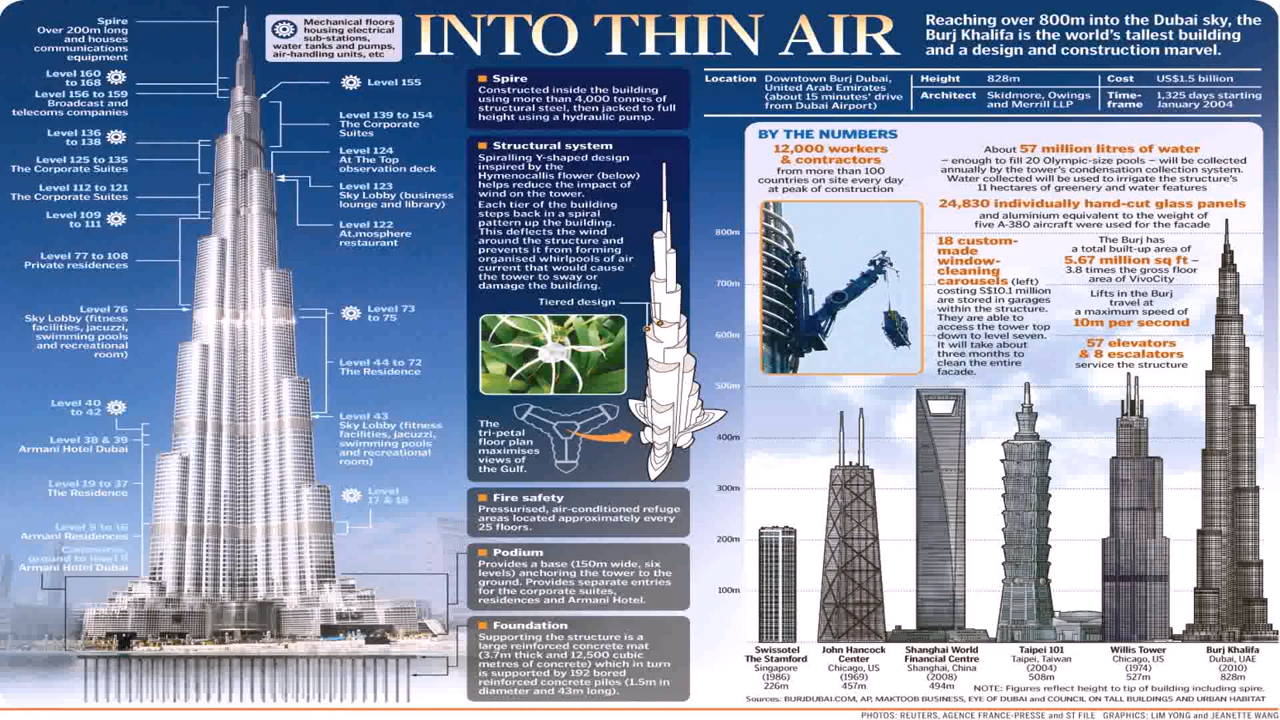 INTO THIN AIR
Reaching over 800m into the Dubai sky, the
Burj Khalifa is the world's tallest building
and a design and construction marvel.
Location
Downtown Burj Dubai,
United Arab Emirates
(about 15 minutes' drive
from Dubai Airport)
Height
828m
Architect
Skidmore, Owings
and Merrill LLP
Cost
US$1.5 billion
Time-
frame
1,325 days starting
January 2004
Spire
Over 200m long
and houses
communications
equipment
Level 160
to 168
Level 156 to 159
Broadcast and
telecoms companies
Level 136
to 138
Level 125 to 135
The Corporate Suites
Level 112 to 121
The Corporate Suites
Level 109
to 111
Level 77 to 108
Private residences
Level 76
Sky Lobby (fitness
facilities, jacuzzi,
swimming pools
and recreational
room)
Level 40
to 42
Level 38 & 39
Armani Hotel Dubai
Level 19 to 37
The Residence
Level 9 to 16
Armani Residences
ground to level 8
Armani Hotel Dubai
Mechanical floors
housing electrical
sub-stations,
water tanks and pumps,
air-handling units, etc
Level 155
Level 139 to 154
The Corporate
Suites
Level 124
At The Top
observation deck
Level 123
Sky Lobby (business
lounge and library)
Level 122
At.mosphere
restaurant
Level 73
to 75
Level 44 to 72
The Residence
Level 43
Sky Lobby (fitness
facilities, jacuzzi,
swimming pools
and recreational
room)
Level
17 & 18
Spire
Constructed inside the building
using more than 4,000 tonnes of
structural steel, then jacked to full
height using a hydraulic pump.
Structural system
Spiralling Y-shaped design
inspired by the
Hymenocallis flower (below)
helps reduce the impact of
wind on the tower.
Each tier of the building
steps back in a spiral
pattern up the building.
This deflects the wind
around the structure and
prevents it from forming
organised whirlpools of air
current that would cause
the tower to sway or
damage the building.
Tiered design
The
tri-petal
floor plan
maximises
views of
the Gulf.
Fire safety
Pressurised, air-conditioned refuge
areas located approximately every
25 floors.
Podium
Provides a base (150m wide, six
levels) anchoring the tower to the
ground. Provides separate entries
for the corporate suites,
residences and Armani Hotel.
Foundation
Supporting the structure is a
large reinforced concrete mat
(3.7m thick and 12,500 cubic
metres of concrete) which in turn
is supported by 192 bored
reinforced concrete piles (1.5m in
diameter and 43m long).
BY THE NUMBERS
12,000 workers
& contractors
from more than 100
countries on site every day
at peak of construction
About 57 million litres of water
– enough to fill 20 Olympic-size pools – will be collected
annually by the tower's condensation collection system.
Water collected will be used to irrigate the structure's
11 hectares of greenery and water features
24,830 individually hand-cut glass panels
and aluminium equivalent to the weight of
five A-380 aircraft were used for the facade
18 custom-
made
window-
cleaning
carousels (left)
costing S$10.1 million
are stored in garages
within the structure.
They are able to
access the tower top
down to level seven.
It will take about
three months to
clean the entire
facade.
The Burj has
a total built-up area of
5.67 million sq ft –
3.8 times the gross floor
area of VivoCity
Lifts in the Burj
travel at
a maximum speed of
10m per second
57 elevators
& 8 escalators
service the structure
800m
700m
600m
500m
400m
300m
200m
100m
Swissotel
The Stamford
Singapore
(1986)
226m
John Hancock
Center
Chicago, US
(1969)
457m
Shanghai World
Financial Centre
Shanghai, China
(2008)
494m
Taipei 101
Taipei, Taiwan
(2004)
508m
Willis Tower
Chicago, US
(1974)
527m
Burj Khalifa
Dubai, UAE
(2010)
828m
NOTE: Figures reflect height to tip of building including spire.
Sources: BURJDUBAI.COM, AP, MAKTOOB BUSINESS, EYE OF DUBAI and COUNCIL ON TALL BUILDINGS AND URBAN HABITAT
PHOTOS: REUTERS, AGENCE FRANCE-PRESSE and ST FILE GRAPHICS: LIM YONG and JEANETTE WANG